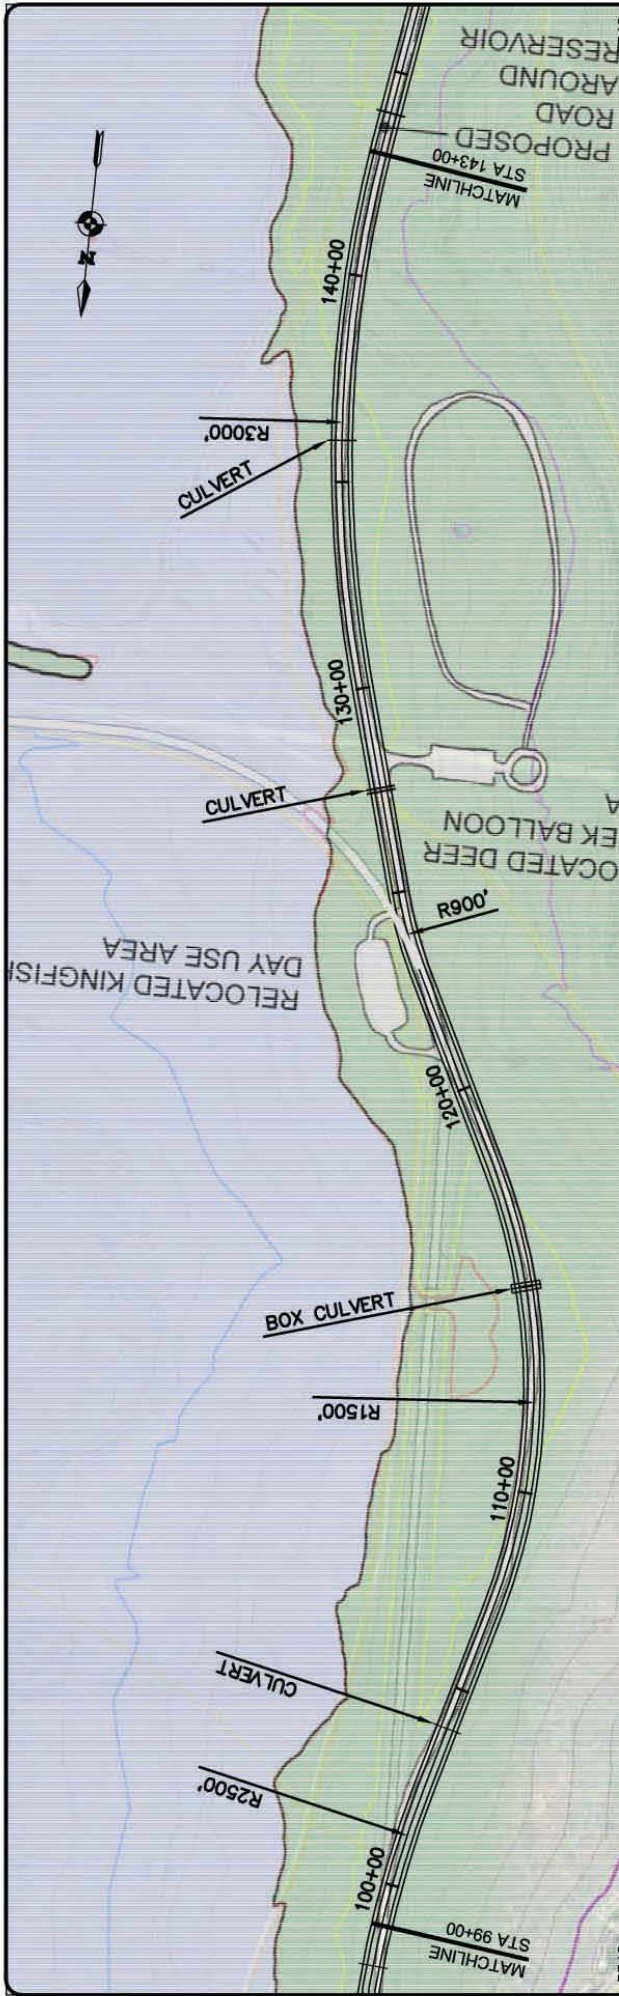 PROPOSED
ROAD
AROUND
RESERVOIR
MATCHLINE
STA 143+00
N
140+00
R3000'
CULVERT
130+00
CULVERT
OCATED DEER
EK BALLOON
A
R900'
RELOCATED KINGFISH
DAY USE AREA
120+00
BOX CULVERT
R1500'
110+00
CULVERT
R2500'
100+00
MATCHLINE
STA 99+00